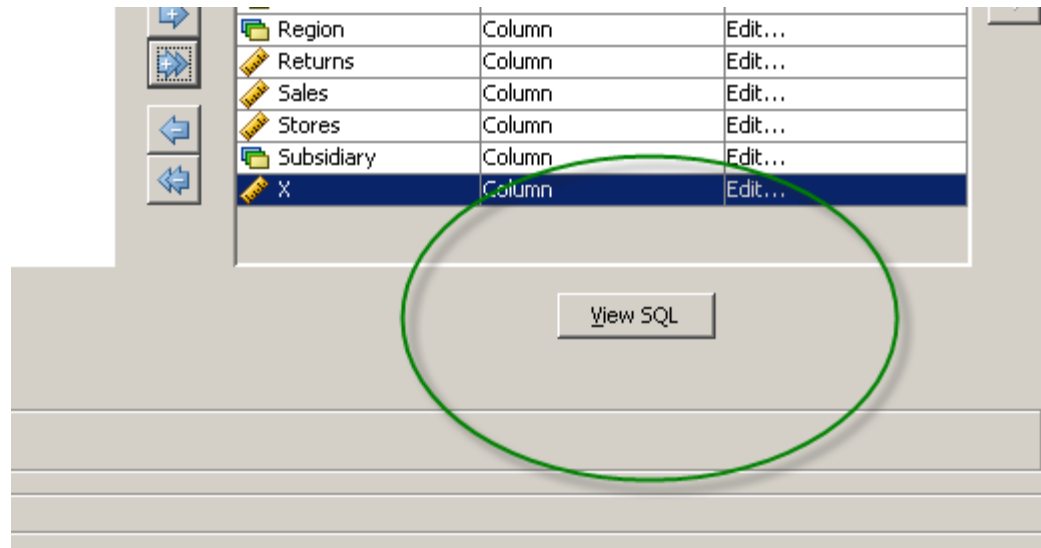 Region Column Edit...
Returns Column Edit...
Sales Column Edit...
Stores Column Edit...
Subsidiary Column Edit...
X Column Edit...
View SQL